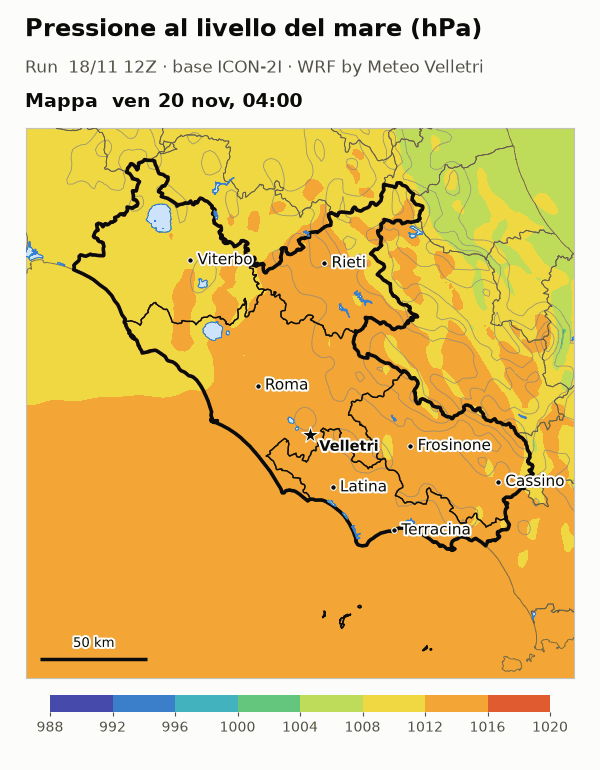 Pressione al livello del mare (hPa)
Run  18/11 12Z · base ICON-2I · WRF by Meteo Velletri
Mappa  ven 20 nov, 04:00
Viterbo
Rieti
Roma
Velletri
Frosinone
Cassino
Latina
Terracina
50 km
988 992 996 1000 1004 1008 1012 1016 1020